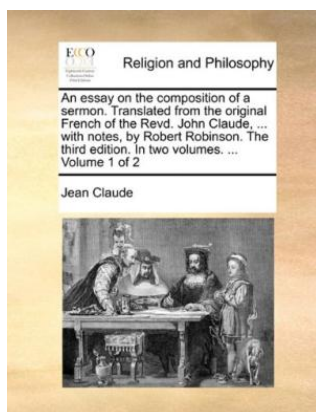 ECCO
Religion and Philosophy
An essay on the composition of a
sermon. Translated from the original
French of the Revd. John Claude, ...
with notes, by Robert Robinson. The
third edition. In two volumes. ...
Volume 1 of 2
Jean Claude